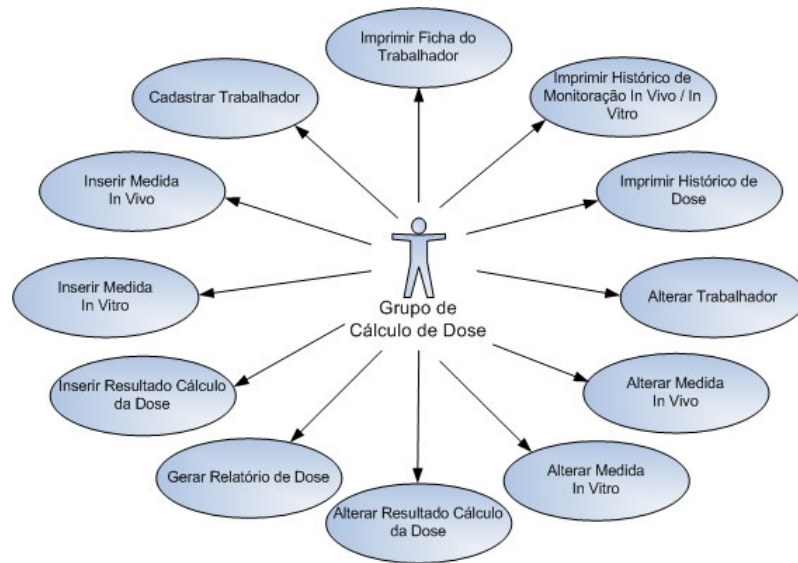 Imprimir Ficha do
Trabalhador
Cadastrar Trabalhador
Imprimir Histórico de
Monitoração In Vivo / In
Vitro
Inserir Medida
In Vivo
Imprimir Histórico de
Dose
Inserir Medida
In Vitro
Alterar Trabalhador
Grupo de
Cálculo de Dose
Inserir Resultado Cálculo
da Dose
Alterar Medida
In Vivo
Gerar Relatório de Dose
Alterar Medida
In Vitro
Alterar Resultado Cálculo
da Dose